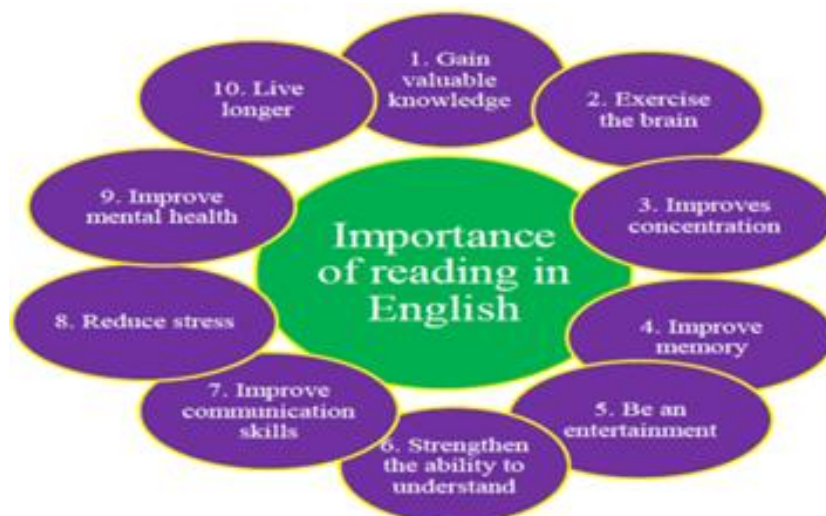 Importance
of reading in
English
1. Gain
valuable
knowledge
2. Exercise
the brain
3. Improves
concentration
4. Improve
memory
5. Be an
entertainment
6. Strengthen
the ability to
understand
7. Improve
communication
skills
8. Reduce stress
9. Improve
mental health
10. Live
longer